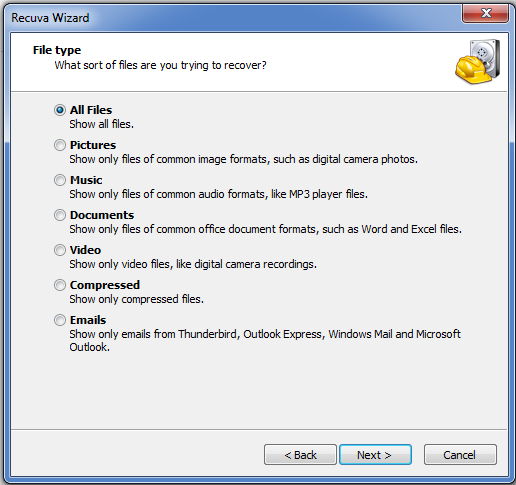 Recuva Wizard
File type
What sort of files are you trying to recover?
All Files
Show all files.
Pictures
Show only files of common image formats, such as digital camera photos.
Music
Show only files of common audio formats, like MP3 player files.
Documents
Show only files of common office document formats, such as Word and Excel files.
Video
Show only video files, like digital camera recordings.
Compressed
Show only compressed files.
Emails
Show only emails from Thunderbird, Outlook Express, Windows Mail and Microsoft
Outlook.
< Back Next > Cancel